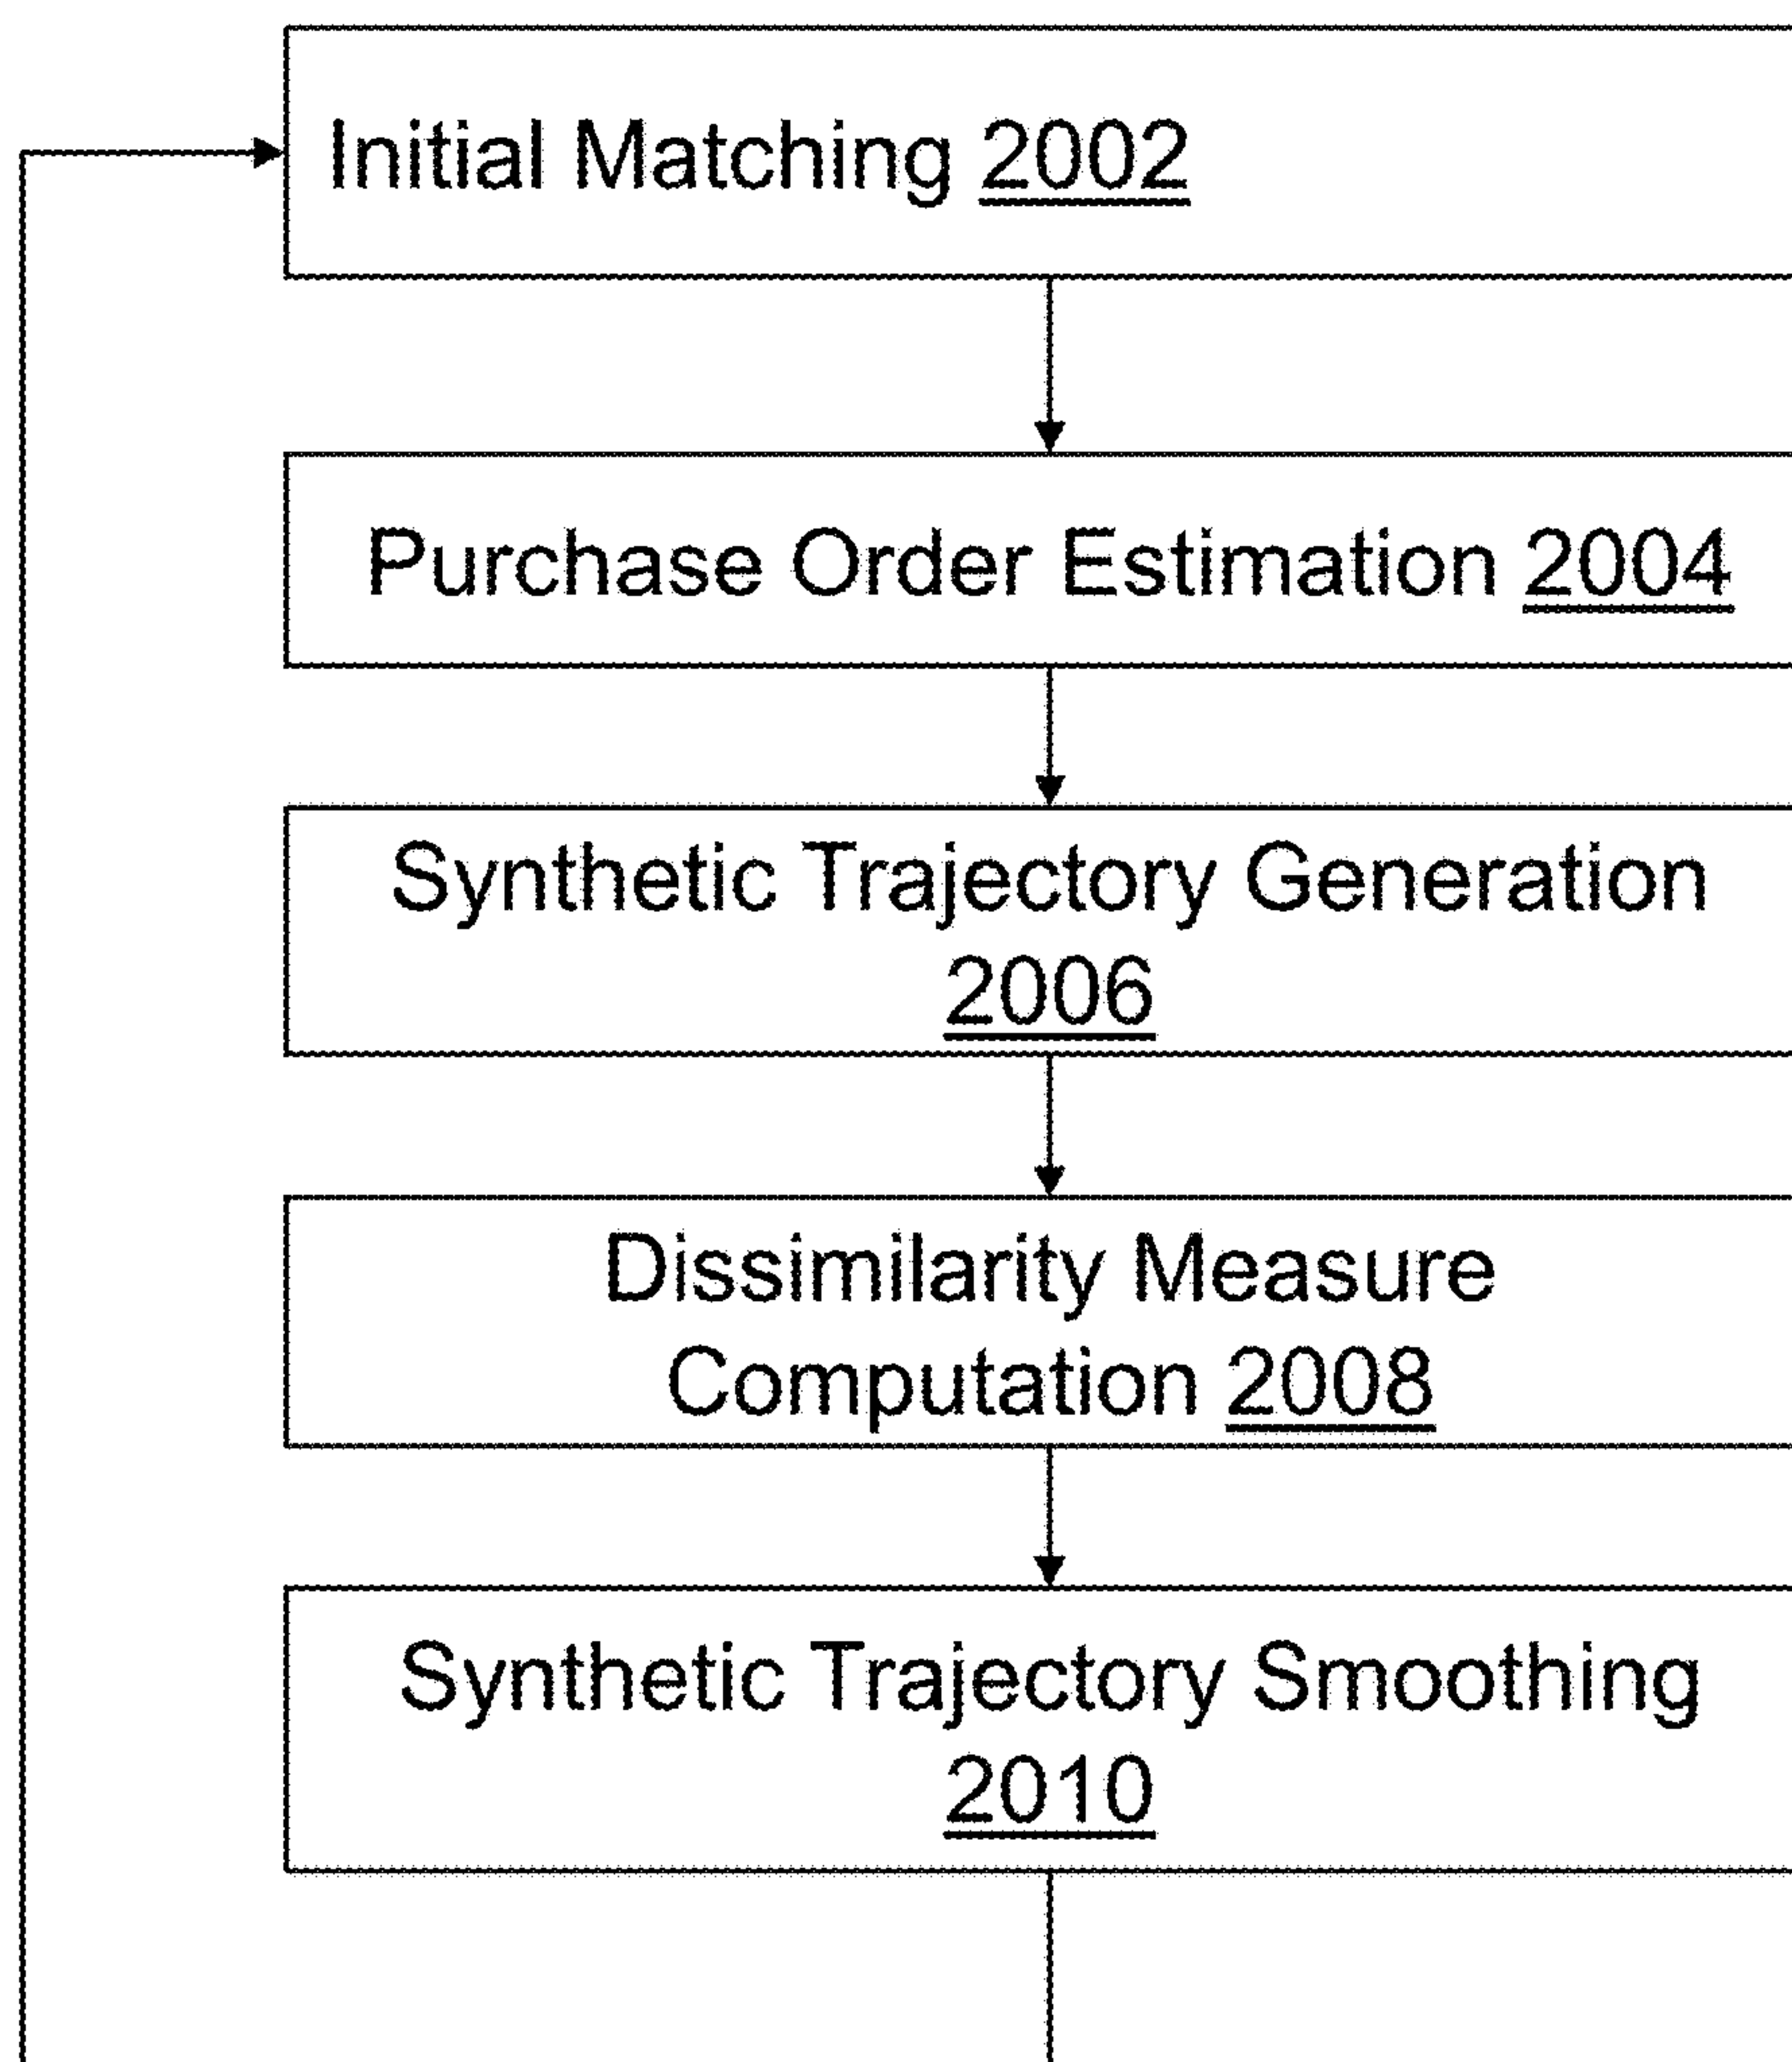 Initial Matching 2002
Purchase Order Estimation 2004
Synthetic Trajectory Generation
2006
Dissimilarity Measure
Computation 2008
Synthetic Trajectory Smoothing
2010